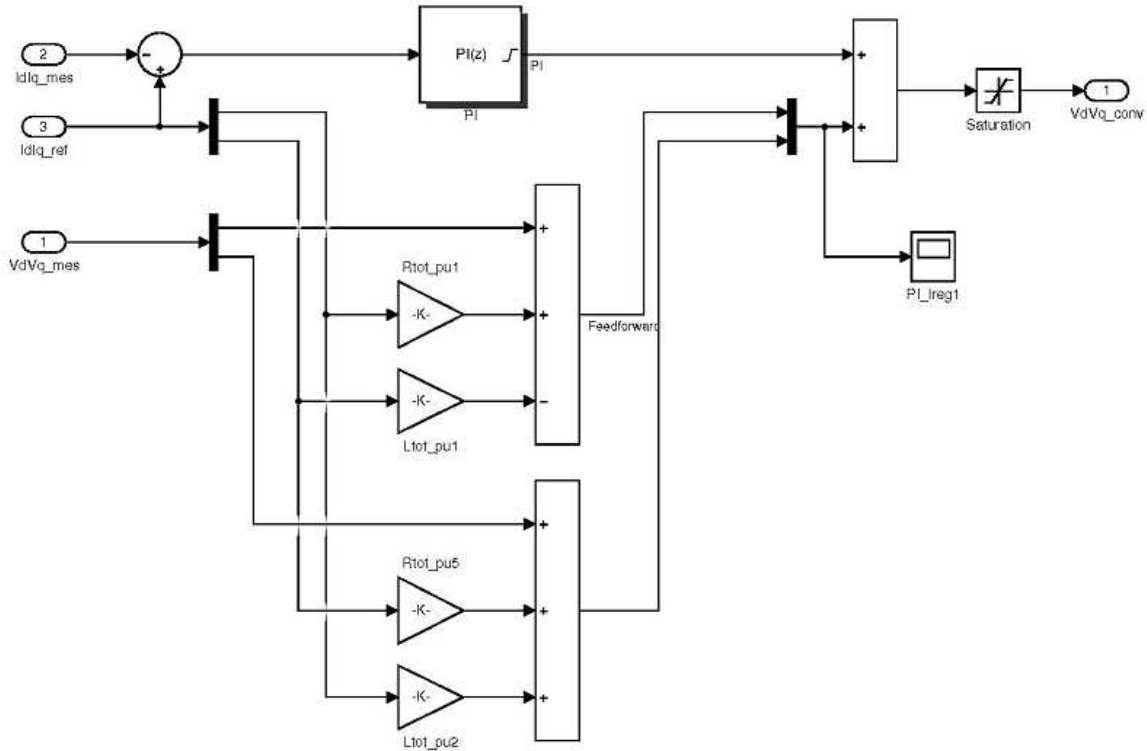 2
IdIq_mes
-
+
PI(z)
PI
PI
3
IdIq_ref
1
VdVq_mes
+
+
Saturation
1
VdVq_conv
PI_Ireg1
Rtot_pu1
-K-
Ltot_pu1
-K-
+
+
-
Feedforward
Rtot_pu5
-K-
Ltot_pu2
-K-
+
+
+